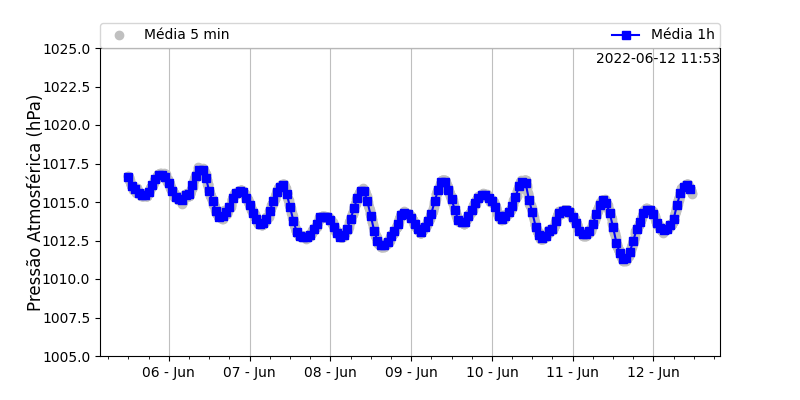 Média 5 min
Média 1h
2022-06-12 11:53
Pressão Atmosférica (hPa)
1025.0
1022.5
1020.0
1017.5
1015.0
1012.5
1010.0
1007.5
1005.0
06 - Jun
07 - Jun
08 - Jun
09 - Jun
10 - Jun
11 - Jun
12 - Jun